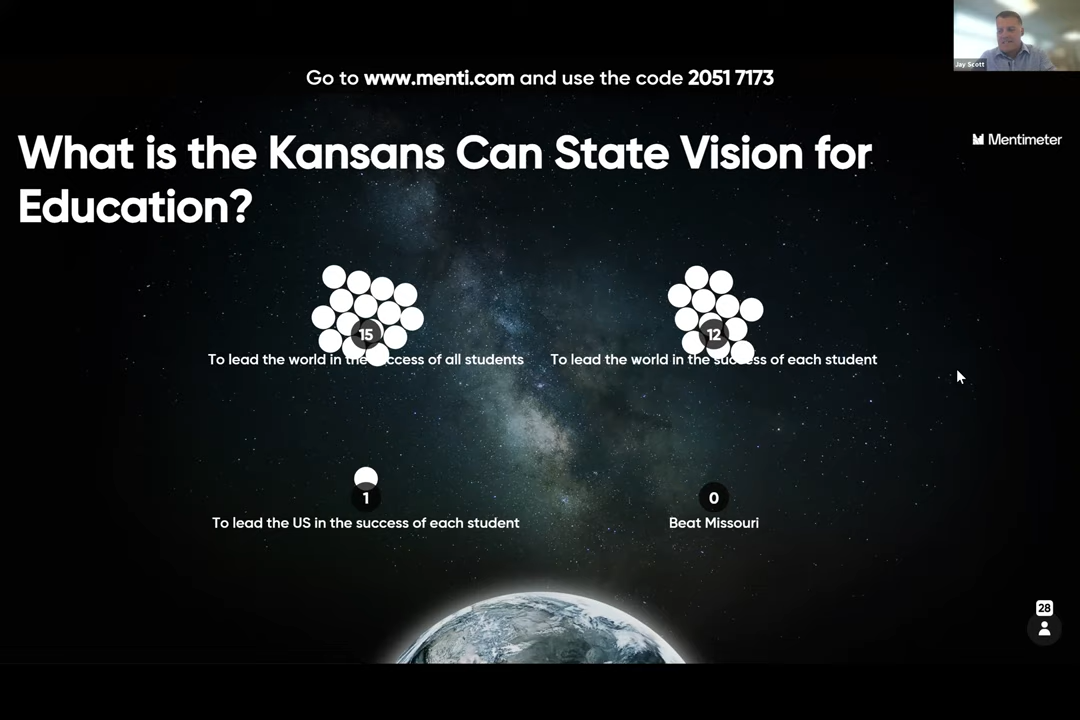 Jay Scott
Go to www.menti.com and use the code 2051 7173
Mentimeter
What is the Kansans Can State Vision for
Education?
15
To lead the world in the success of all students
12
To lead the world in the success of each student
1
To lead the US in the success of each student
0
Beat Missouri
28